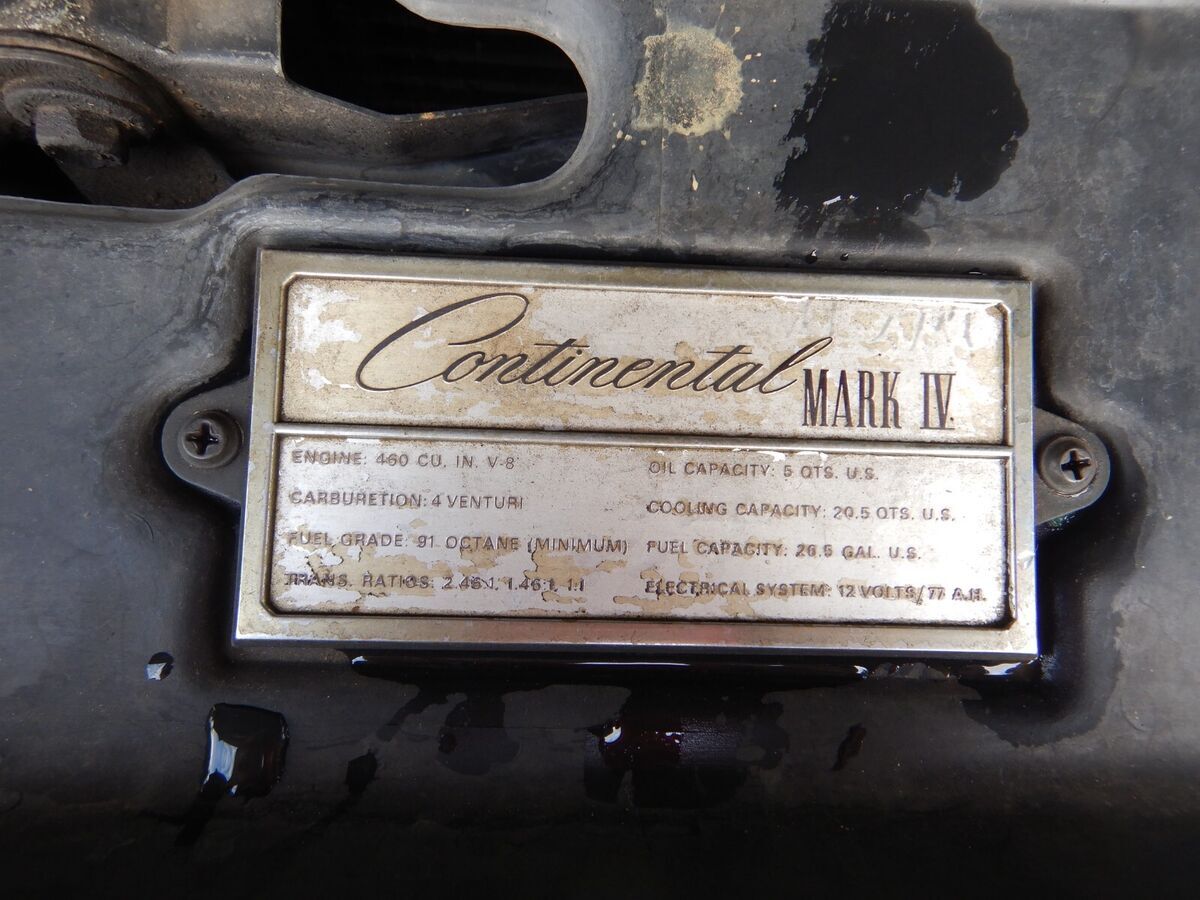 Continental MARK IV.
ENGINE: 460 CU. IN. V-8
CARBURETION: 4 VENTURI
FUEL GRADE: 91 OCTANE (MINIMUM)
TRANS. RATIOS: 2.46:1, 1.46:1, 1:1
OIL CAPACITY: 5 QTS. U.S.
COOLING CAPACITY: 20.5 QTS. U.S.
FUEL CAPACITY: 26.5 GAL. U.S.
ELECTRICAL SYSTEM: 12 VOLTS/77 A.H.